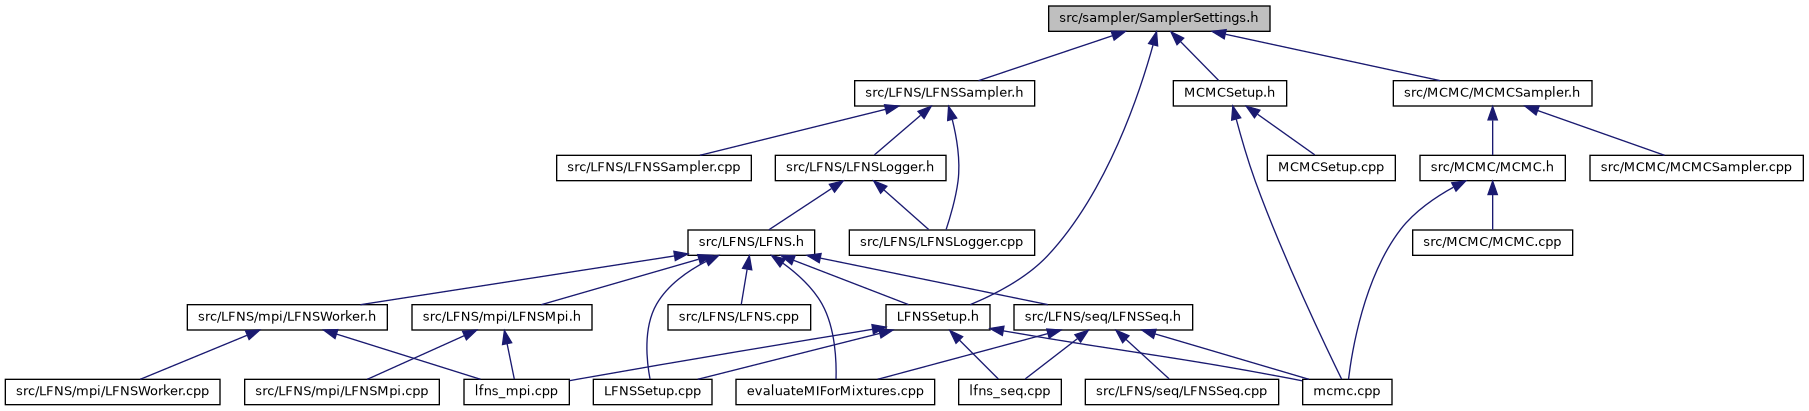 src/sampler/SamplerSettings.h
src/LFNS/LFNSSampler.h
MCMCSetup.h
src/MCMC/MCMCSampler.h
src/LFNS/LFNSSampler.cpp
src/LFNS/LFNSLogger.h
MCMCSetup.cpp
src/MCMC/MCMC.h
src/MCMC/MCMCSampler.cpp
src/LFNS/LFNS.h
src/LFNS/LFNSLogger.cpp
src/MCMC/MCMC.cpp
src/LFNS/mpi/LFNSWorker.h
src/LFNS/mpi/LFNSMpi.h
src/LFNS/LFNS.cpp
LFNSSetup.h
src/LFNS/seq/LFNSSeq.h
src/LFNS/mpi/LFNSWorker.cpp
src/LFNS/mpi/LFNSMpi.cpp
lfns_mpi.cpp
LFNSSetup.cpp
evaluateMIForMixtures.cpp
lfns_seq.cpp
src/LFNS/seq/LFNSSeq.cpp
mcmc.cpp